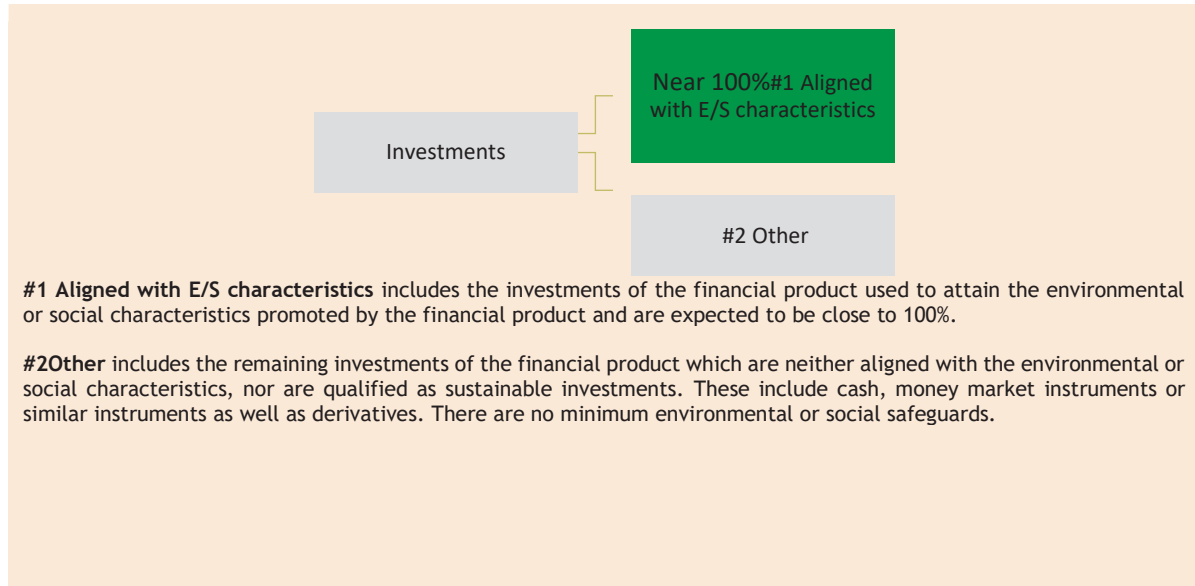 Near 100%#1 Aligned
with E/S characteristics
Investments
#2 Other
#1 Aligned with E/S characteristics includes the investments of the financial product used to attain the environmental
or social characteristics promoted by the financial product and are expected to be close to 100%.
#2Other includes the remaining investments of the financial product which are neither aligned with the environmental or
social characteristics, nor are qualified as sustainable investments. These include cash, money market instruments or
similar instruments as well as derivatives. There are no minimum environmental or social safeguards.